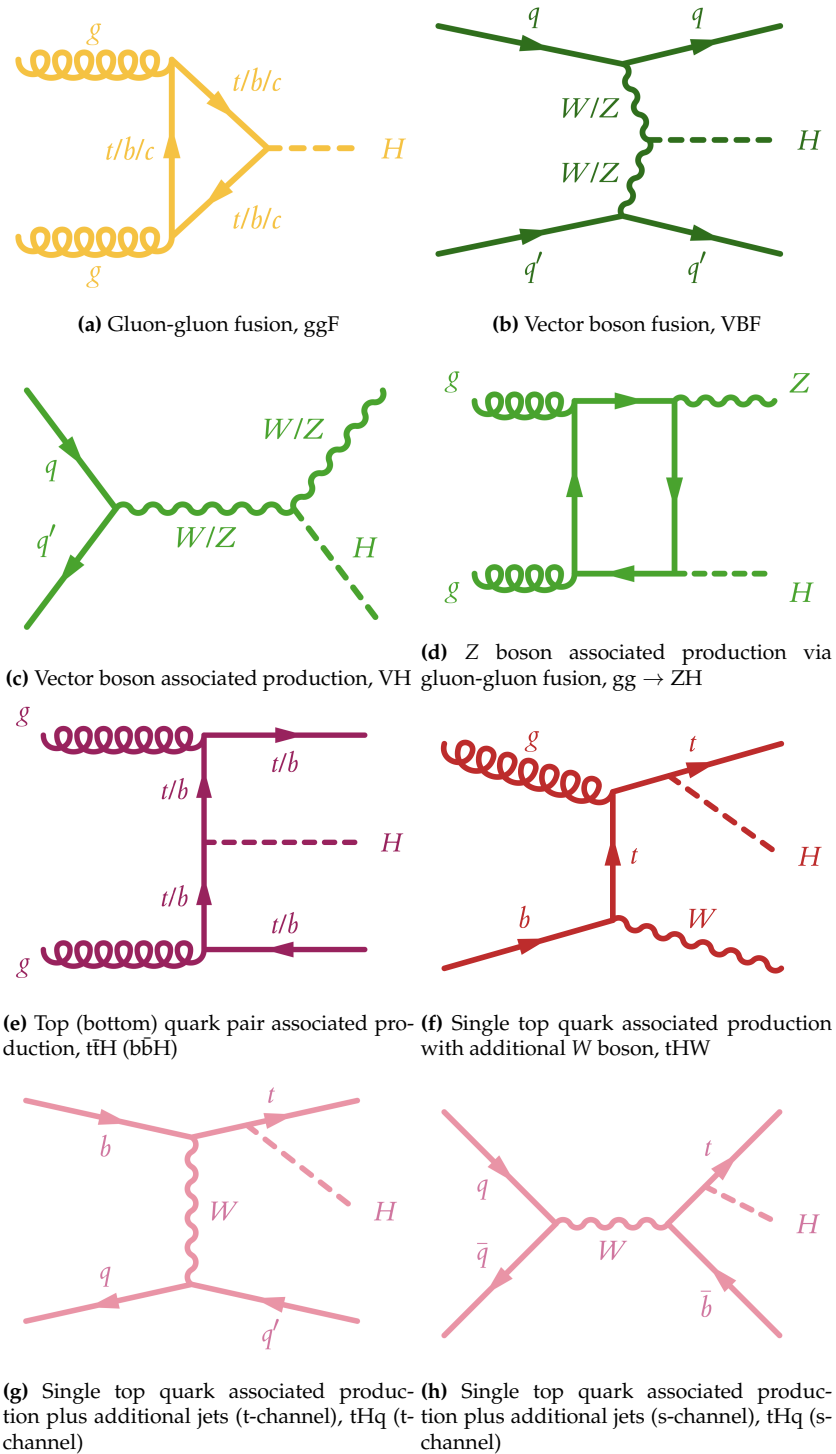 g
t/b/c
t/b/c
H
t/b/c
g
(a) Gluon-gluon fusion, ggF
q
q
W/Z
H
W/Z
q′
q′
(b) Vector boson fusion, VBF
W/Z
q
q′
W/Z
H
(c) Vector boson associated production, VH
g
Z
g
H
(d) Z boson associated production via
gluon-gluon fusion, gg → ZH
g
t/b
t/b
H
t/b
t/b
g
(e) Top (bottom) quark pair associated pro-
duction, tt̄H (bb̄H)
g
t
H
t
b
W
(f) Single top quark associated production
with additional W boson, tHW
t
b
W
H
q
q′
(g) Single top quark associated produc-
tion plus additional jets (t-channel), tHq (t-
channel)
t
q
H
q̄
W
b̄
(h) Single top quark associated produc-
tion plus additional jets (s-channel), tHq (s-
channel)